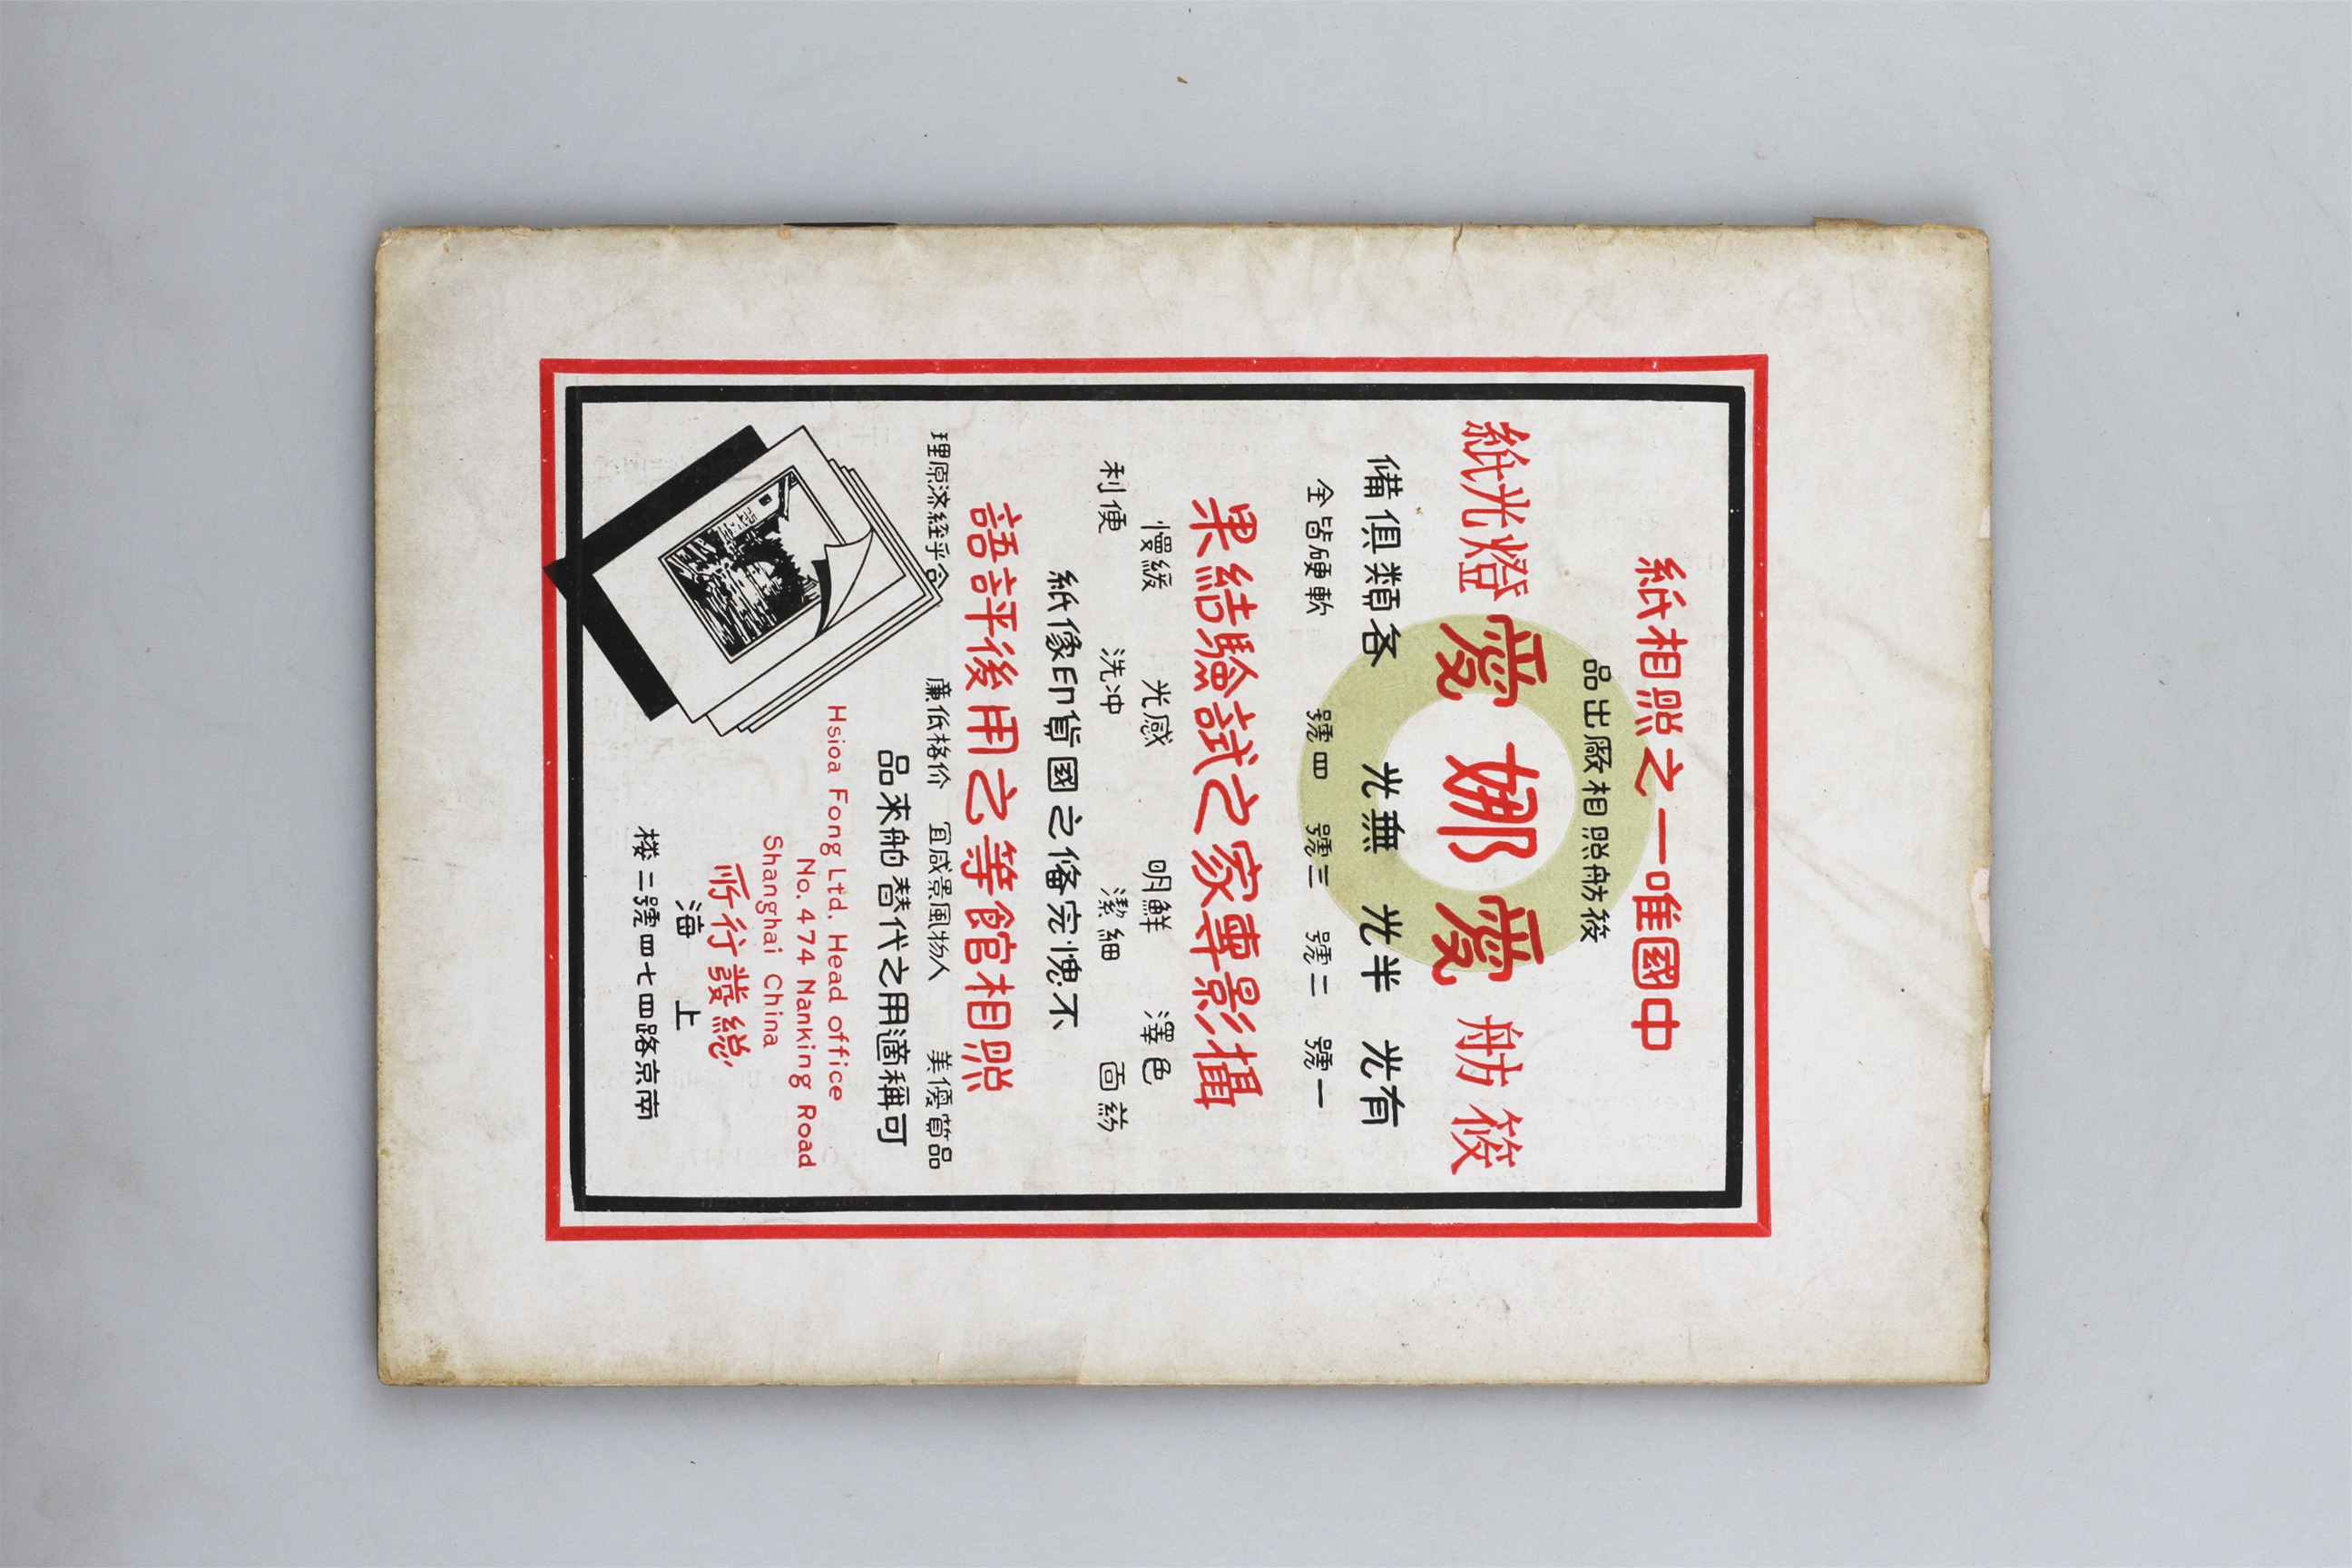 中國唯一之照相紙
筱舫照相廠出品
筱舫 愛娜愛 燈光紙
有光 半光 無光 各類俱備
一號 二號 三號 四號 軟硬皆全
攝影專家之試驗結果
色澤 鮮明 感光 緩慢
紙面 細潔 冲洗 便利
不愧完備之國貨印像紙
照相館等之用後評語
品質優美 人物風景咸宜 价格低廉 合乎經濟原理
可稱適用之代替舶來品
Hsioa Fong Ltd. Head office
No. 474 Nanking Road
Shanghai China
總發行所
上海
南京路四七四號二樓